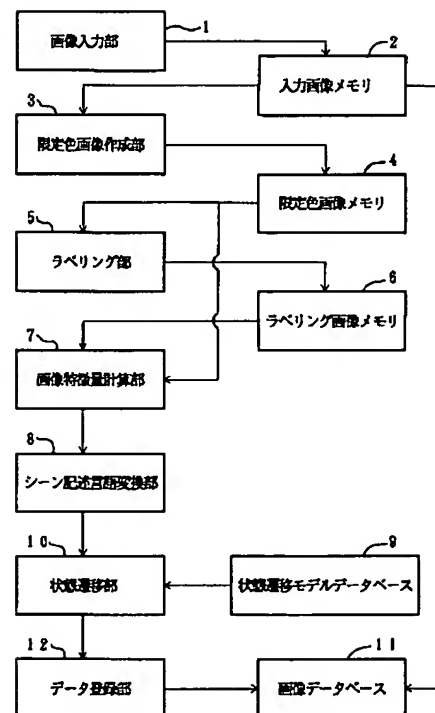 1
画像入力部
2
入力画像メモリ
3
限定色画像作成部
4
限定色画像メモリ
5
ラベリング部
6
ラベリング画像メモリ
7
画像特徴量計算部
8
シーン記述言語変換部
10
状態遷移部
9
状態遷移モデルデータベース
12
データ登録部
11
画像データベース